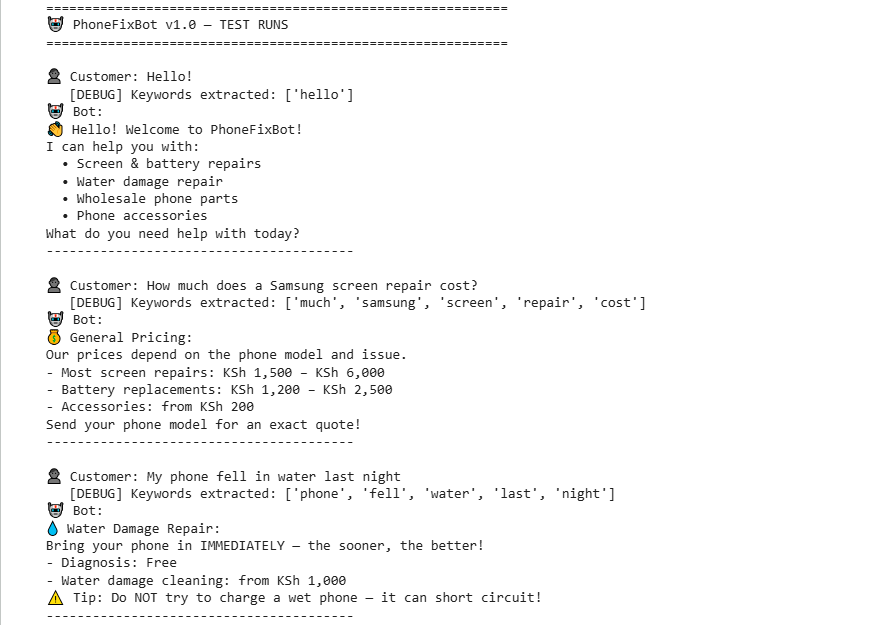 ============================================================
🤖 PhoneFixBot v1.0 — TEST RUNS
============================================================
👤 Customer: Hello!
[DEBUG] Keywords extracted: ['hello']
🤖 Bot:
👋 Hello! Welcome to PhoneFixBot!
I can help you with:
• Screen & battery repairs
• Water damage repair
• Wholesale phone parts
• Phone accessories
What do you need help with today?
----------------------------------------
👤 Customer: How much does a Samsung screen repair cost?
[DEBUG] Keywords extracted: ['much', 'samsung', 'screen', 'repair', 'cost']
🤖 Bot:
💰 General Pricing:
Our prices depend on the phone model and issue.
- Most screen repairs: KSh 1,500 – KSh 6,000
- Battery replacements: KSh 1,200 – KSh 2,500
- Accessories: from KSh 200
Send your phone model for an exact quote!
----------------------------------------
👤 Customer: My phone fell in water last night
[DEBUG] Keywords extracted: ['phone', 'fell', 'water', 'last', 'night']
🤖 Bot:
💧 Water Damage Repair:
Bring your phone in IMMEDIATELY — the sooner, the better!
- Diagnosis: Free
- Water damage cleaning: from KSh 1,000
⚠️ Tip: Do NOT try to charge a wet phone — it can short circuit!
----------------------------------------